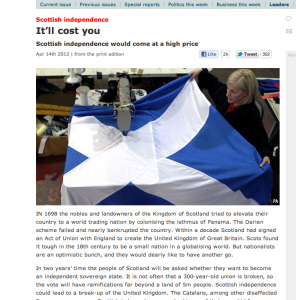 Current issue Previous issues Special reports Politics this week Business this week Leaders
Scottish independence
It'll cost you
Scottish independence would come at a high price
Apr 14th 2012 | from the print edition
Like 2k Tweet 352
PA
IN 1698 the nobles and landowners of the Kingdom of Scotland tried to elevate their
country to a world trading nation by colonising the isthmus of Panama. The Darien
scheme failed and nearly bankrupted the country. Within a decade Scotland had signed
an Act of Union with England to create the United Kingdom of Great Britain. Scots found
it tough in the 18th century to be a small nation in a globalising world. But nationalists
are an optimistic bunch, and they would dearly like to have another go.
In two years' time the people of Scotland will be asked whether they want to become
an independent sovereign state. It is not often that a 300-year-old union is broken, so
the vote will have ramifications far beyond a land of 5m people. Scottish independence
could lead to a break-up of the United Kingdom. The Catalans, among other disaffected